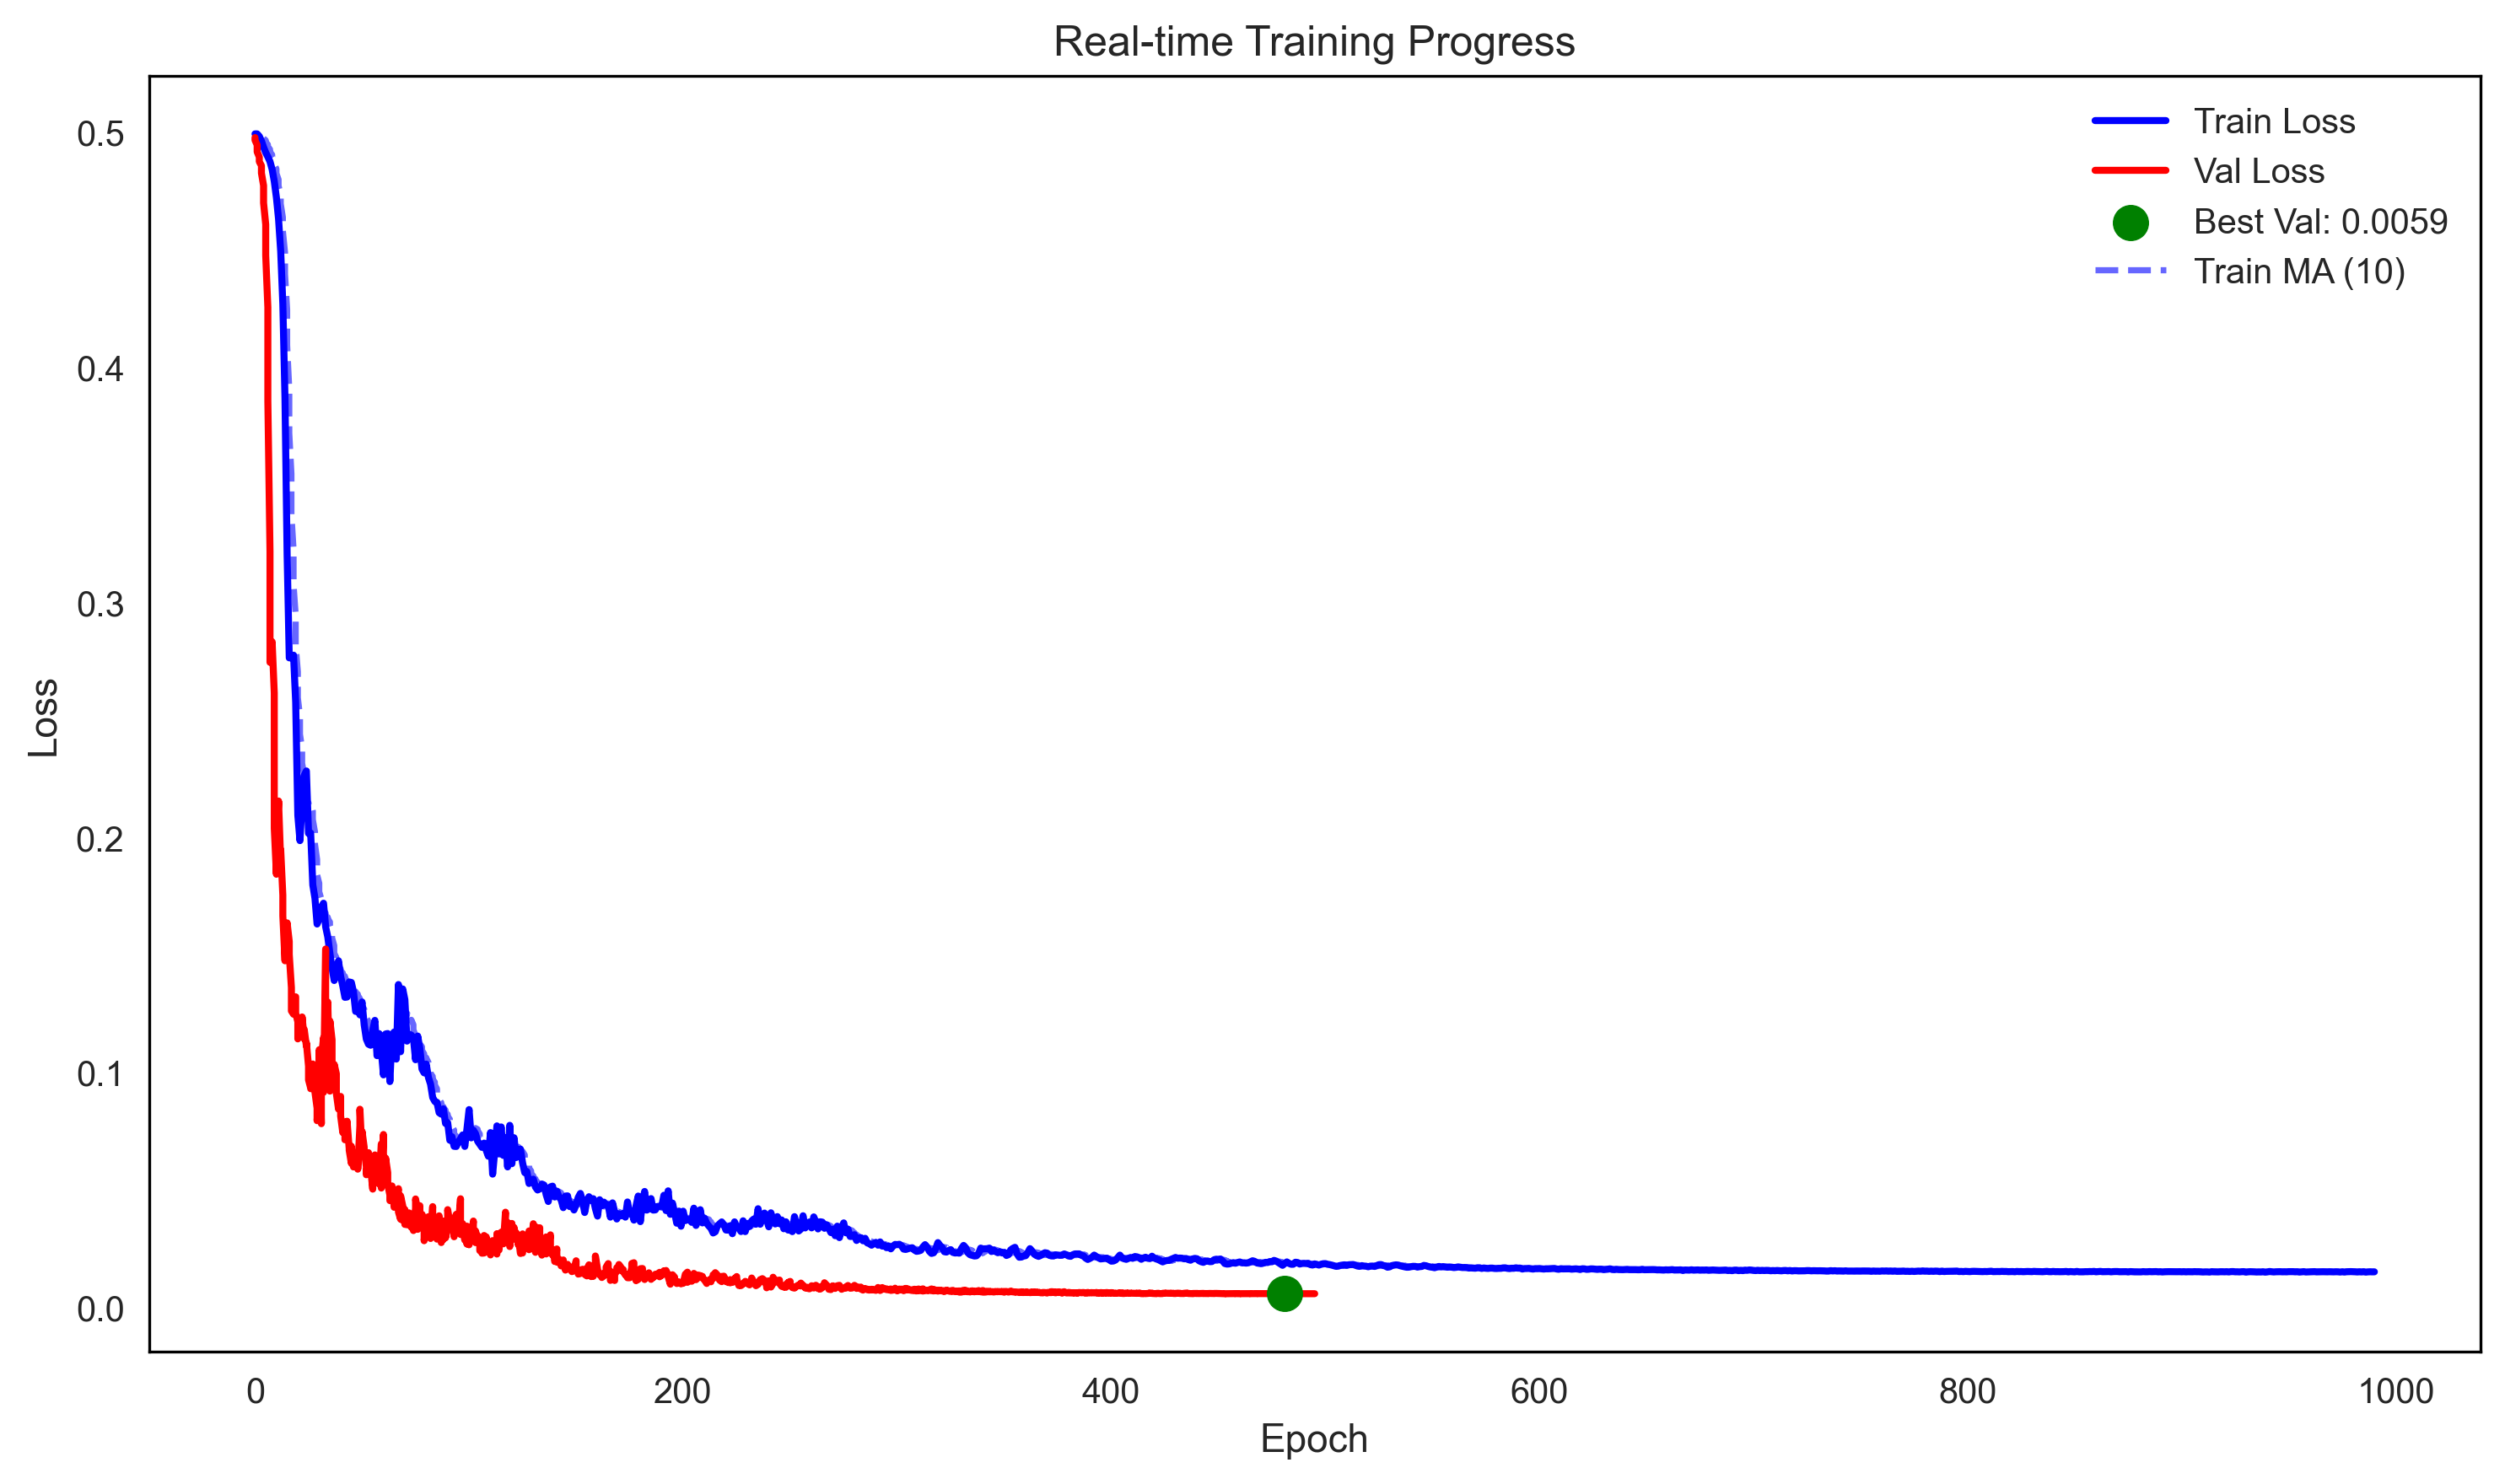 Real-time Training Progress
Train Loss
Val Loss
Best Val: 0.0059
Train MA (10)
0.5
0.4
0.3
0.2
0.1
0.0
Loss
0 200 400 600 800 1000
Epoch